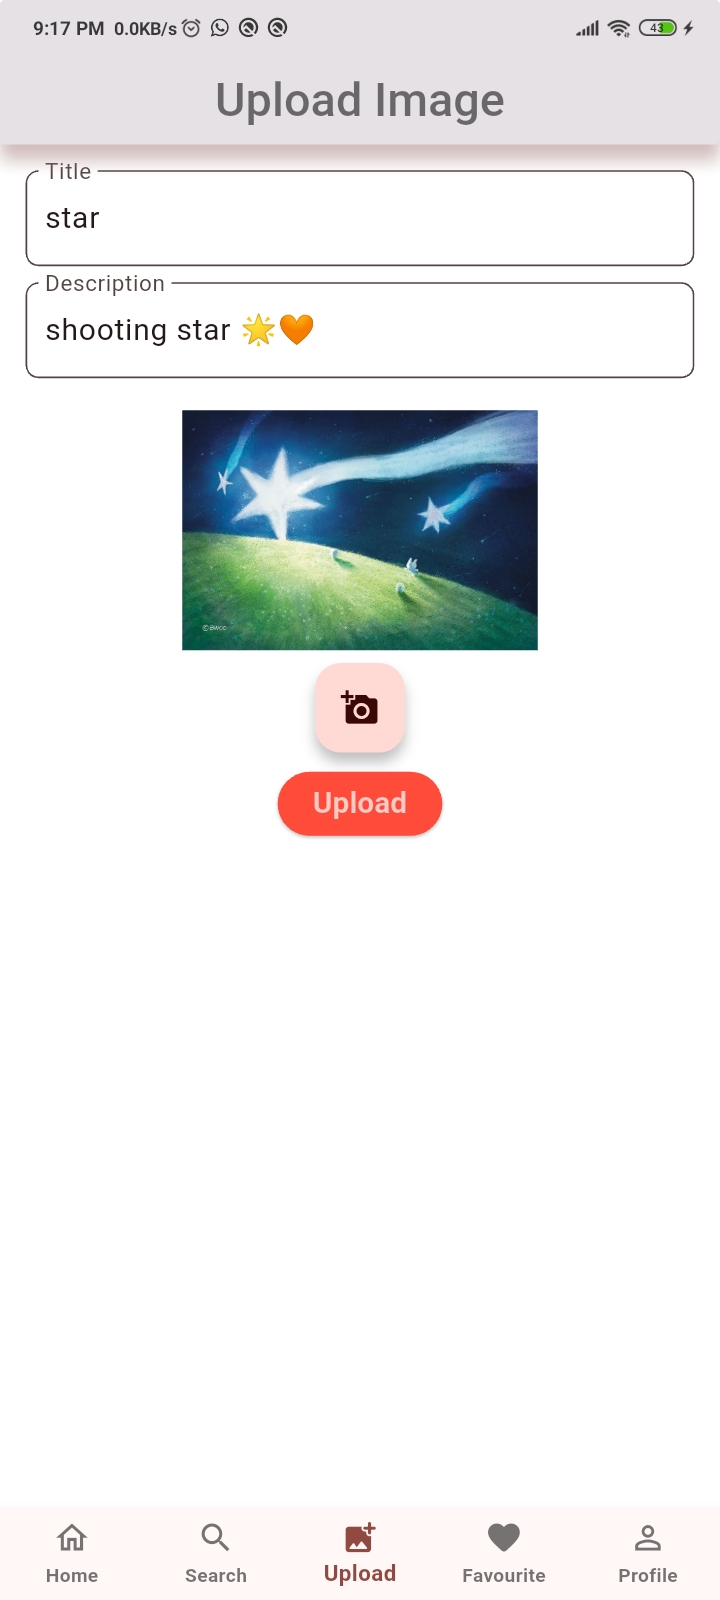 9:17 PM 0.0KB/s 43
Upload Image
Title
star
Description
shooting star 🌟🧡
©BWCC
Upload
Home Search Upload Favourite Profile